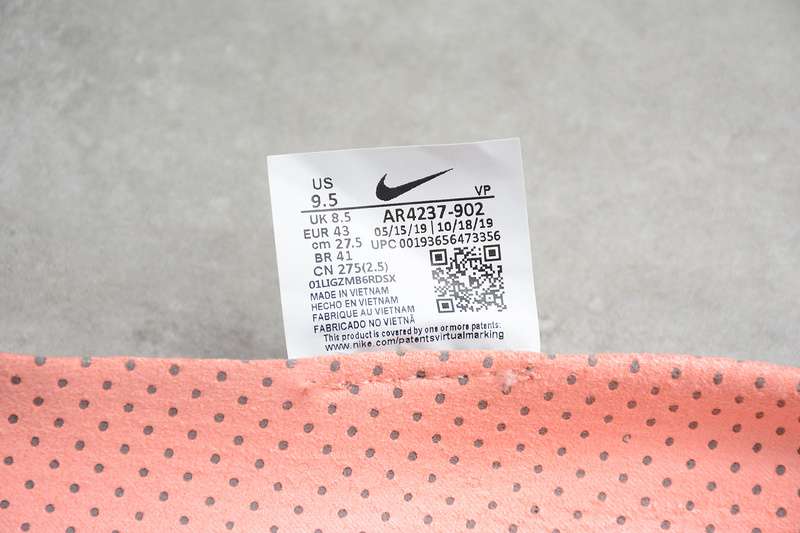 US
9.5
VP
UK 8.5
AR4237-902
EUR 43
05/15/19 | 10/18/19
cm 27.5
UPC 00193656473356
BR 41
CN 275(2.5)
01LIGZMB6RDSX
MADE IN VIETNAM
HECHO EN VIETNAM
FABRIQUE AU VIETNAM
FABRICADO NO VIETNÃ
This product is covered by one or more patents:
www.nike.com/patentsvirtualmarking